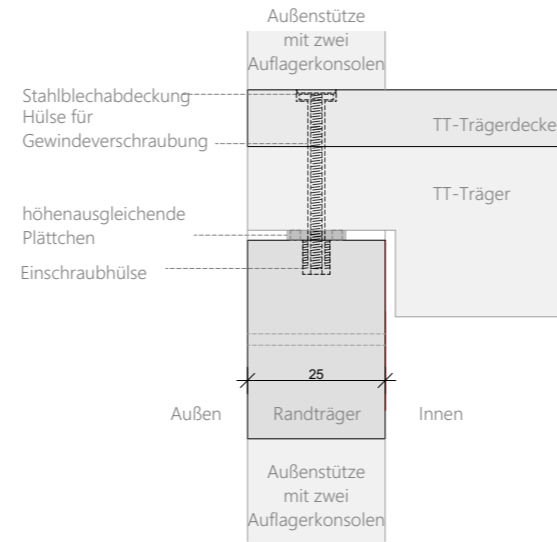 Außenstütze
mit zwei
Auflagerkonsolen
Stahlblechabdeckung
Hülse für
Gewindeverschraubung
TT-Trägerdecke
TT-Träger
höhenausgleichende
Plättchen
Einschraubhülse
25
Außen
Randträger
Innen
Außenstütze
mit zwei
Auflagerkonsolen